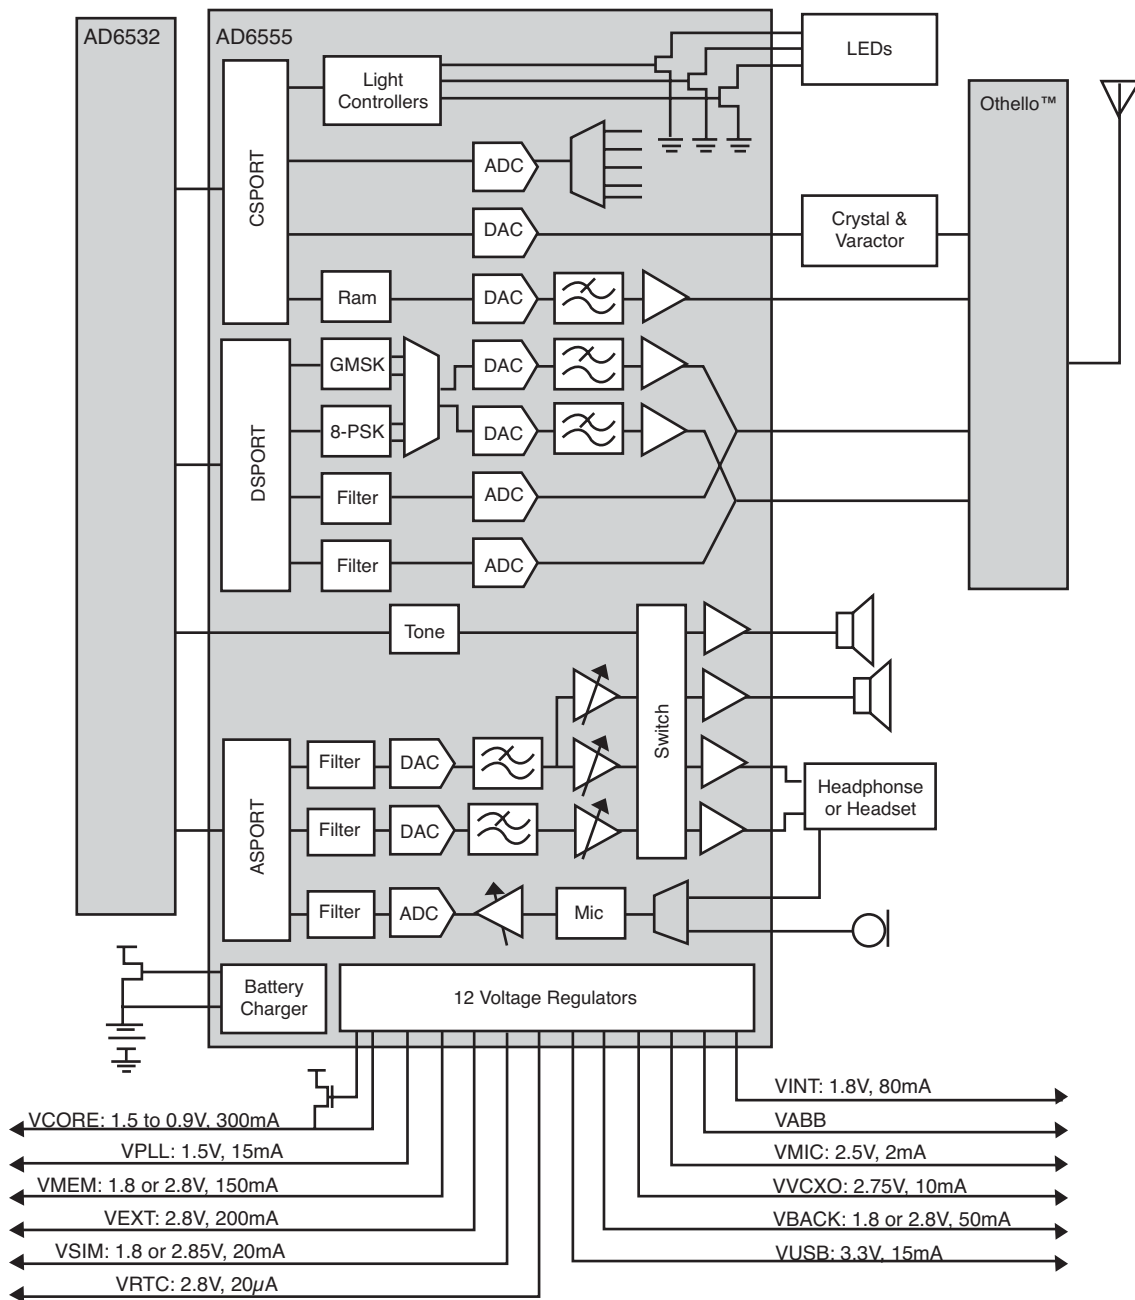 AD6532
AD6555
LEDs
Light
Controllers
Othello™
ADC
CSPORT
DAC
Crystal &
Varactor
Ram
DAC
GMSK
DAC
8-PSK
DAC
DSPORT
Filter
ADC
Filter
ADC
Tone
Switch
Filter
DAC
Headphonse
or Headset
ASPORT
Filter
DAC
Filter
ADC
Mic
Battery
Charger
12 Voltage Regulators
VCORE: 1.5 to 0.9V, 300mA
VPLL: 1.5V, 15mA
VMEM: 1.8 or 2.8V, 150mA
VEXT: 2.8V, 200mA
VSIM: 1.8 or 2.85V, 20mA
VRTC: 2.8V, 20µA
VINT: 1.8V, 80mA
VABB
VMIC: 2.5V, 2mA
VVCXO: 2.75V, 10mA
VBACK: 1.8 or 2.8V, 50mA
VUSB: 3.3V, 15mA